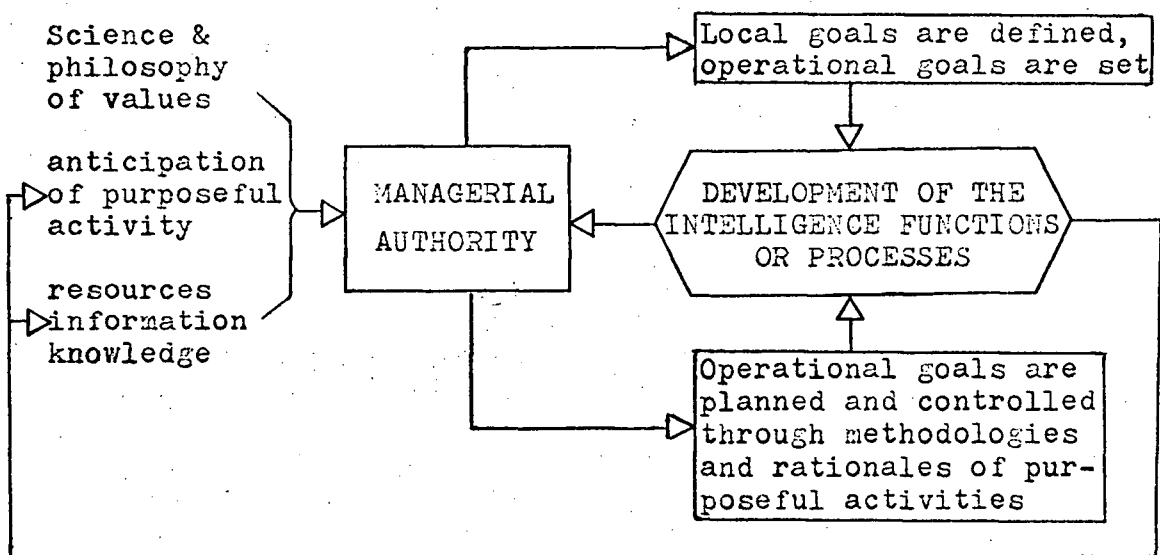 Science &
philosophy
of values
anticipation
of purposeful
activity
resources
information
knowledge
MANAGERIAL
AUTHORITY
Local goals are defined,
operational goals are set
DEVELOPMENT OF THE
INTELLIGENCE FUNCTIONS
OR PROCESSES
Operational goals are
planned and controlled
through methodologies
and rationales of pur-
poseful activities